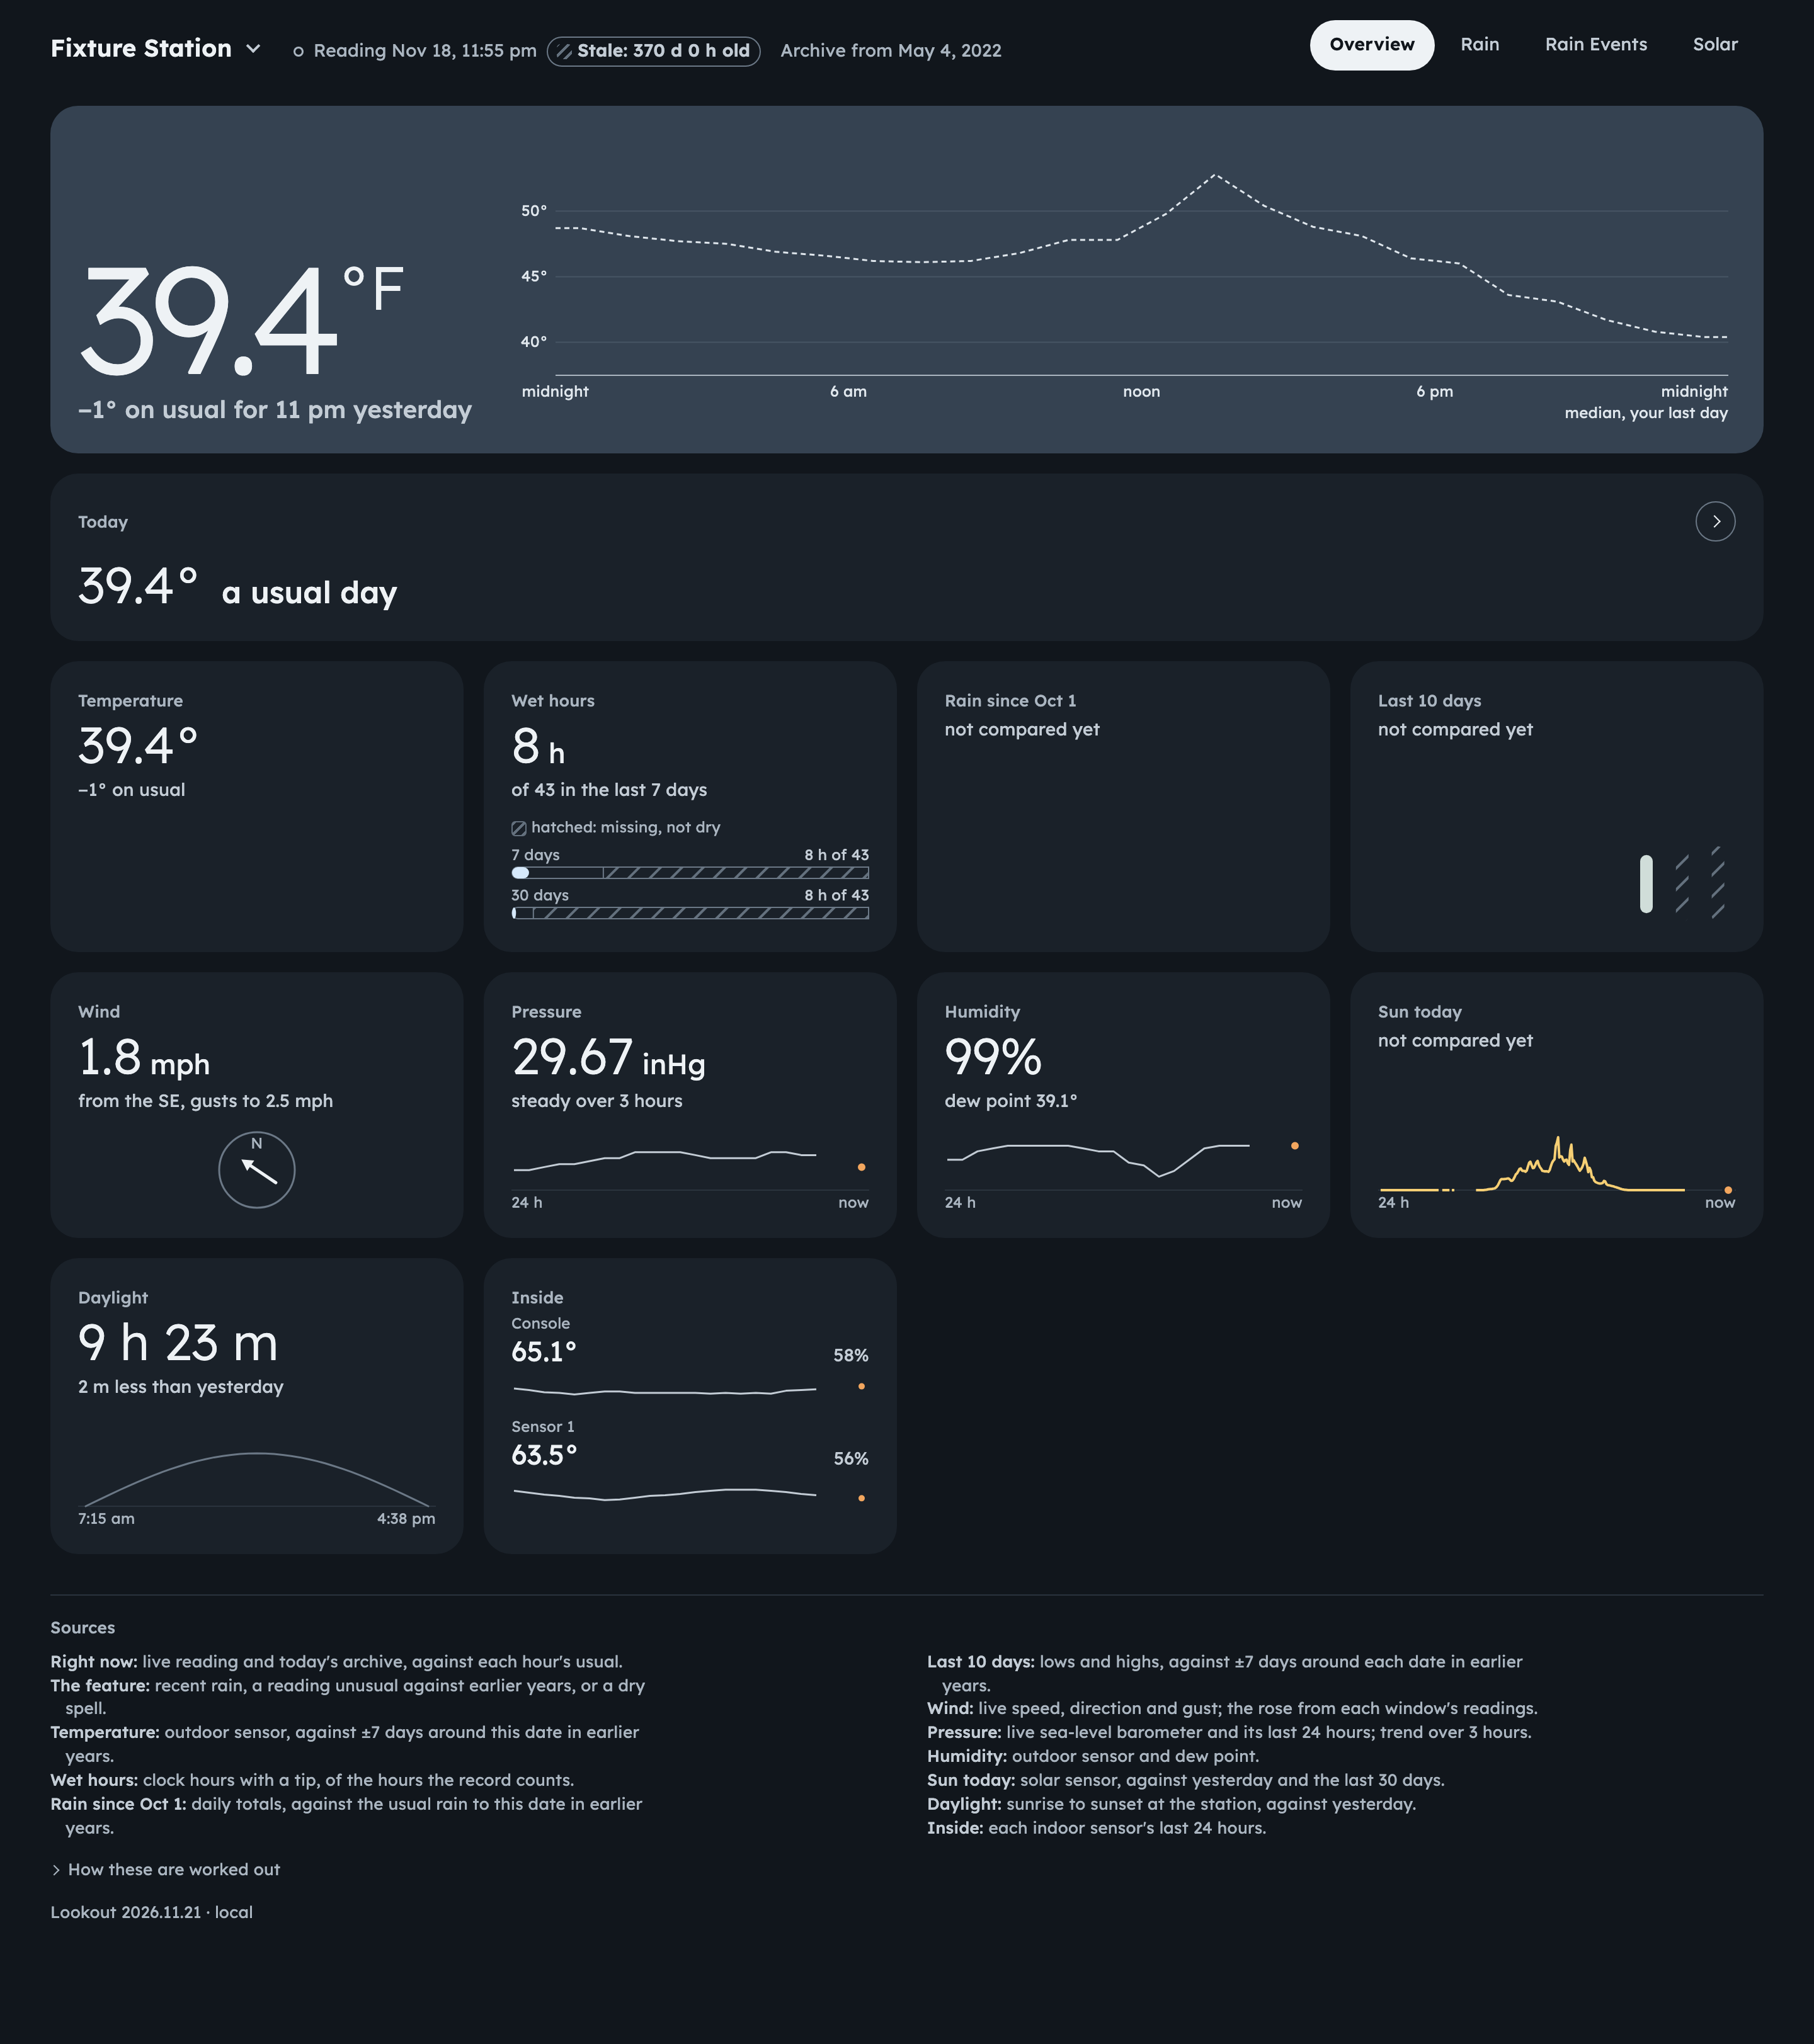 Fixture Station
Reading Nov 18, 11:55 pm
Stale: 370 d 0 h old
Archive from May 4, 2022
Overview
Rain
Rain Events
Solar
39.4°F
−1° on usual for 11 pm yesterday
50°
45°
40°
midnight
6 am
noon
6 pm
midnight
median, your last day
Today
39.4° a usual day
Temperature
39.4°
−1° on usual
Wet hours
8 h
of 43 in the last 7 days
hatched: missing, not dry
7 days
8 h of 43
30 days
8 h of 43
Rain since Oct 1
not compared yet
Last 10 days
not compared yet
Wind
1.8 mph
from the SE, gusts to 2.5 mph
N
Pressure
29.67 inHg
steady over 3 hours
24 h
now
Humidity
99%
dew point 39.1°
24 h
now
Sun today
not compared yet
24 h
now
Daylight
9 h 23 m
2 m less than yesterday
7:15 am
4:38 pm
Inside
Console
65.1°
58%
Sensor 1
63.5°
56%
Sources
Right now: live reading and today's archive, against each hour's usual.
The feature: recent rain, a reading unusual against earlier years, or a dry
spell.
Temperature: outdoor sensor, against ±7 days around this date in earlier
years.
Wet hours: clock hours with a tip, of the hours the record counts.
Rain since Oct 1: daily totals, against the usual rain to this date in earlier
years.
Last 10 days: lows and highs, against ±7 days around each date in earlier
years.
Wind: live speed, direction and gust; the rose from each window's readings.
Pressure: live sea-level barometer and its last 24 hours; trend over 3 hours.
Humidity: outdoor sensor and dew point.
Sun today: solar sensor, against yesterday and the last 30 days.
Daylight: sunrise to sunset at the station, against yesterday.
Inside: each indoor sensor's last 24 hours.
How these are worked out
Lookout 2026.11.21 · local